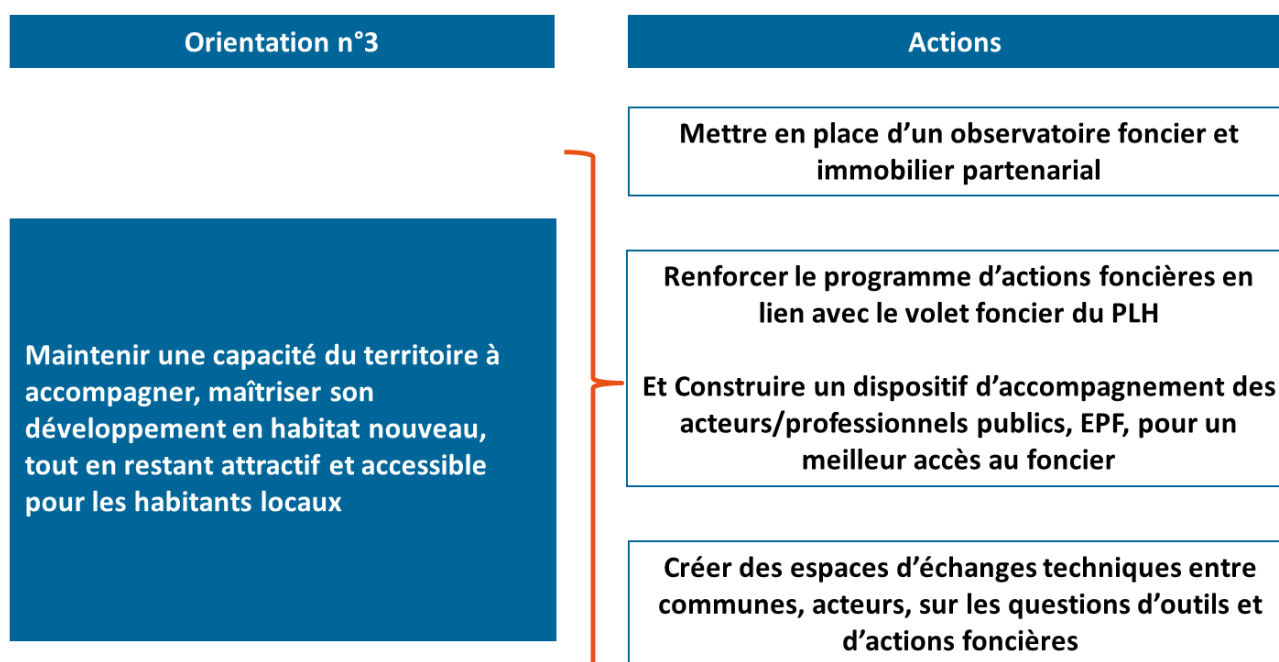 Orientation n°3
Actions
Mettre en place d'un observatoire foncier et
immobilier partenarial
Maintenir une capacité du territoire à
accompagner, maîtriser son
développement en habitat nouveau,
tout en restant attractif et accessible
pour les habitants locaux
Renforcer le programme d'actions foncières en
lien avec le volet foncier du PLH
Et Construire un dispositif d'accompagnement des
acteurs/professionnels publics, EPF, pour un
meilleur accès au foncier
Créer des espaces d'échanges techniques entre
communes, acteurs, sur les questions d'outils et
d'actions foncières